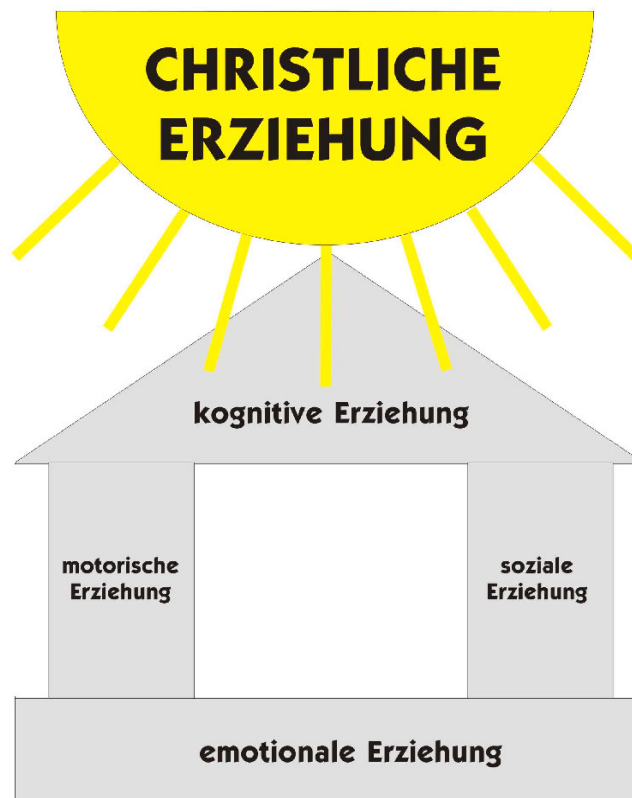 CHRISTLICHE
ERZIEHUNG
kognitive Erziehung
motorische
Erziehung
soziale
Erziehung
emotionale Erziehung